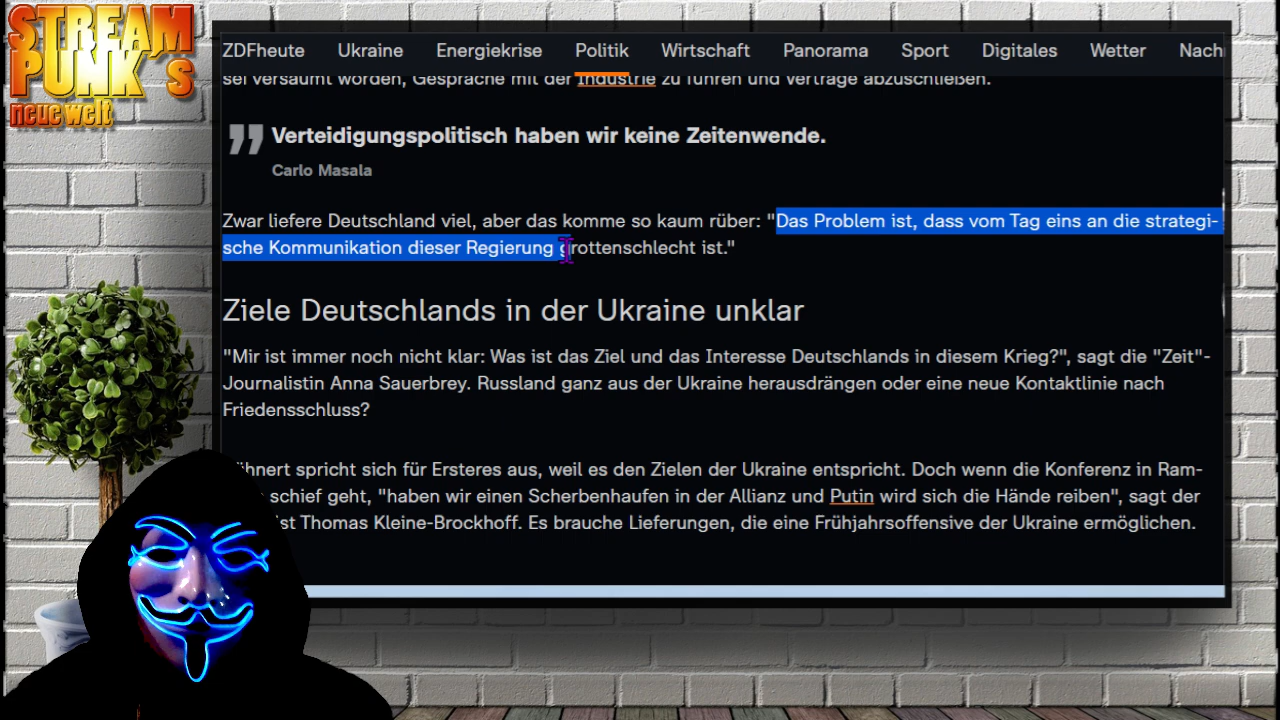 STREAM
PUNK´s
neue welt
ZDFheute Ukraine Energiekrise Politik Wirtschaft Panorama Sport Digitales Wetter Nach
sei versäumt worden, Gespräche mit der Industrie zu führen und Verträge abzuschließen.
Verteidigungspolitisch haben wir keine Zeitenwende.
Carlo Masala
Zwar liefere Deutschland viel, aber das komme so kaum rüber: "Das Problem ist, dass vom Tag eins an die strategi-
sche Kommunikation dieser Regierung grottenschlecht ist."
Ziele Deutschlands in der Ukraine unklar
"Mir ist immer noch nicht klar: Was ist das Ziel und das Interesse Deutschlands in diesem Krieg?", sagt die "Zeit"-
Journalistin Anna Sauerbrey. Russland ganz aus der Ukraine herausdrängen oder eine neue Kontaktlinie nach
Friedensschluss?
spricht sich für Ersteres aus, weil es den Zielen der Ukraine entspricht. Doch wenn die Konferenz in Ram-
schief geht, "haben wir einen Scherbenhaufen in der Allianz und Putin wird sich die Hände reiben", sagt der
Thomas Kleine-Brockhoff. Es brauche Lieferungen, die eine Frühjahrsoffensive der Ukraine ermöglichen.